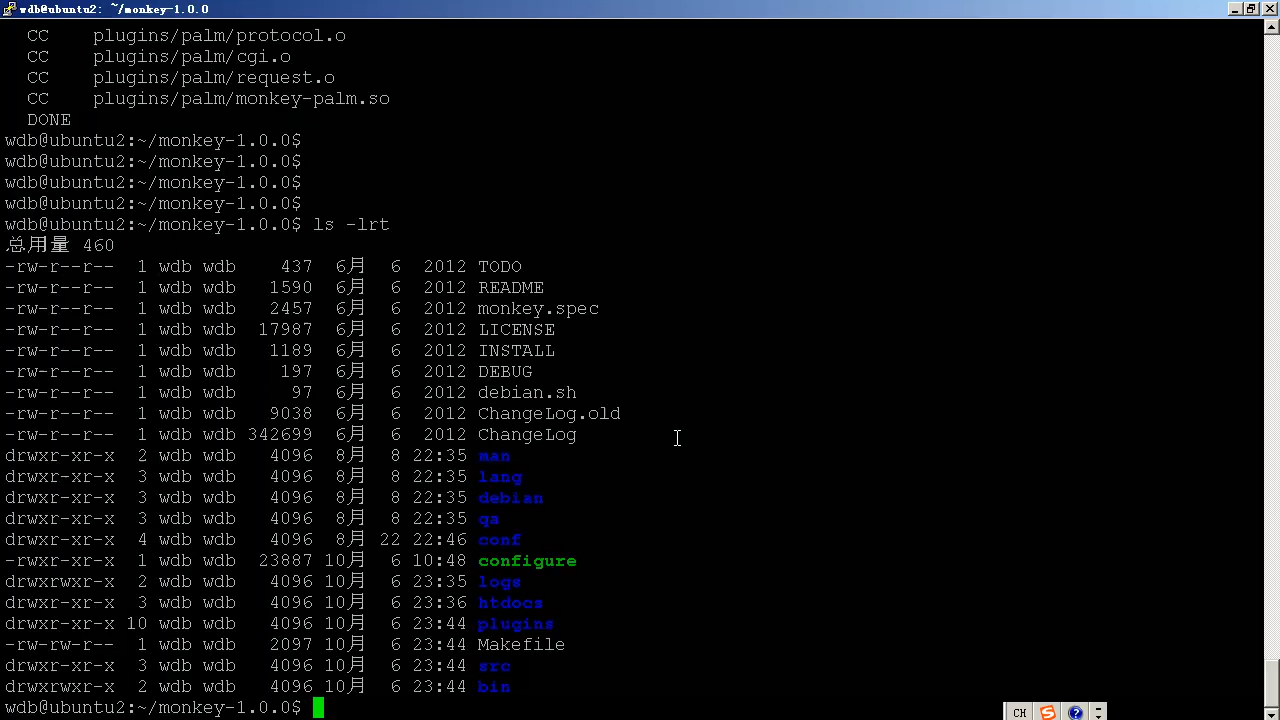 wdb@ubuntu2: ~/monkey-1.0.0
CC plugins/palm/protocol.o
CC plugins/palm/cgi.o
CC plugins/palm/request.o
CC plugins/palm/monkey-palm.so
DONE
wdb@ubuntu2:~/monkey-1.0.0$
wdb@ubuntu2:~/monkey-1.0.0$
wdb@ubuntu2:~/monkey-1.0.0$
wdb@ubuntu2:~/monkey-1.0.0$
wdb@ubuntu2:~/monkey-1.0.0$ ls -lrt
总用量 460
-rw-r--r-- 1 wdb wdb 437 6月 6 2012 TODO
-rw-r--r-- 1 wdb wdb 1590 6月 6 2012 README
-rw-r--r-- 1 wdb wdb 2457 6月 6 2012 monkey.spec
-rw-r--r-- 1 wdb wdb 17987 6月 6 2012 LICENSE
-rw-r--r-- 1 wdb wdb 1189 6月 6 2012 INSTALL
-rw-r--r-- 1 wdb wdb 197 6月 6 2012 DEBUG
-rw-r--r-- 1 wdb wdb 97 6月 6 2012 debian.sh
-rw-r--r-- 1 wdb wdb 9038 6月 6 2012 ChangeLog.old
-rw-r--r-- 1 wdb wdb 342699 6月 6 2012 ChangeLog
drwxr-xr-x 2 wdb wdb 4096 8月 8 22:35 man
drwxr-xr-x 3 wdb wdb 4096 8月 8 22:35 lang
drwxr-xr-x 3 wdb wdb 4096 8月 8 22:35 debian
drwxr-xr-x 3 wdb wdb 4096 8月 8 22:35 qa
drwxr-xr-x 4 wdb wdb 4096 8月 22 22:46 conf
-rwxr-xr-x 1 wdb wdb 23887 10月 6 10:48 configure
drwxrwxr-x 2 wdb wdb 4096 10月 6 23:35 logs
drwxr-xr-x 3 wdb wdb 4096 10月 6 23:36 htdocs
drwxr-xr-x 10 wdb wdb 4096 10月 6 23:44 plugins
-rw-rw-r-- 1 wdb wdb 2097 10月 6 23:44 Makefile
drwxr-xr-x 3 wdb wdb 4096 10月 6 23:44 src
drwxrwxr-x 2 wdb wdb 4096 10月 6 23:44 bin
wdb@ubuntu2:~/monkey-1.0.0$
CH S ?